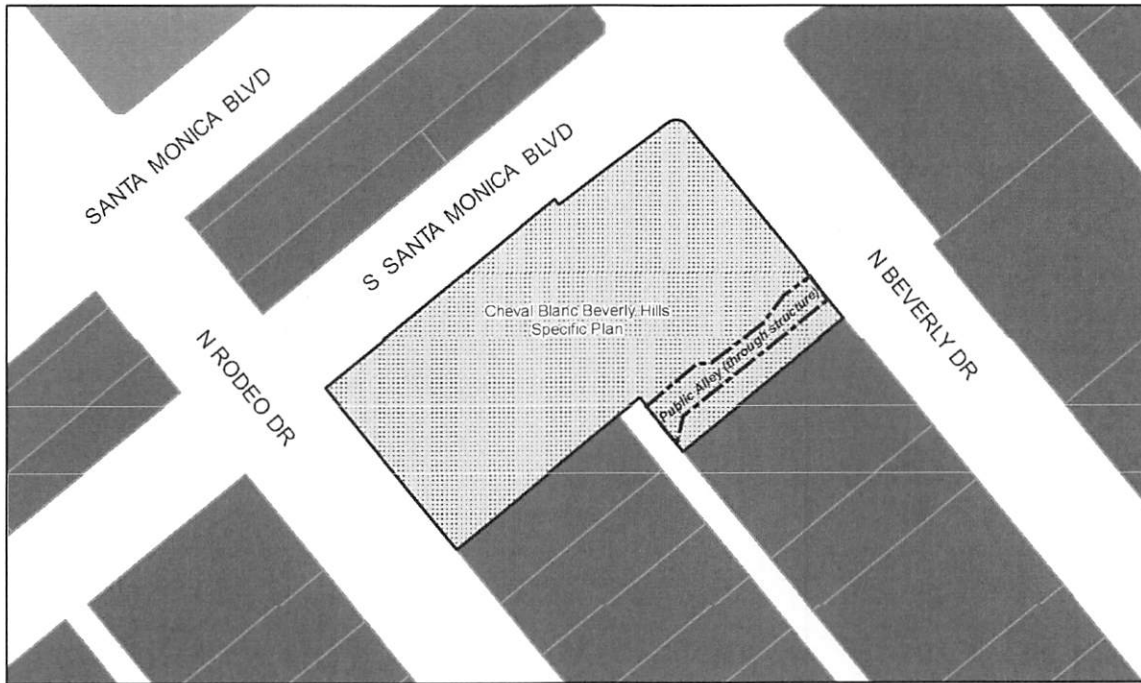 SANTA MONICA BLVD
S SANTA MONICA BLVD
N RODEO DR
Cheval Blanc Beverly Hills
Specific Plan
Public Alley (through structure)
N BEVERLY DR